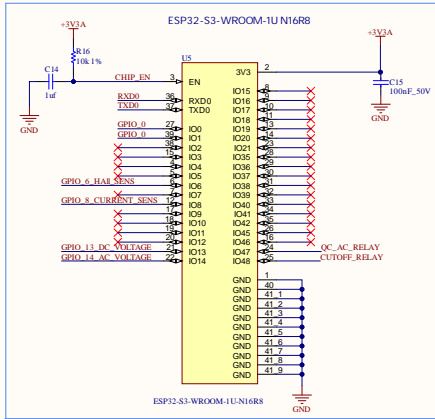 ESP32-S3-WROOM-1U N16R8
+3V3A
R16
10k 1%
C14
1uf
GND
CHIP_EN
+3V3A
C15
100nF_50V
GND
U5
3 EN
3V3 2
RXD0 36 RXD0
TXD0 37 TXD0
GPIO_0 27 IO0
GPIO_0 39 IO1
38 IO2
15 IO3
4 IO4
5 IO5
GPIO_6_HAll_SENS 6 IO6
7 IO7
GPIO_8_CURRENT_SENS 12 IO8
17 IO9
18 IO10
19 IO11
20 IO12
GPIO_13_DC_VOLTAGE 21 IO13
GPIO_14_AC_VOLTAGE 22 IO14
IO15 8
IO16 9
IO17 10
IO18 11
IO19 13
IO20 14
IO21 23
IO35 28
IO36 29
IO37 30
IO38 31
IO39 32
IO40 33
IO41 34
IO42 35
IO45 26
IO46 16
IO47 24 QC_AC_RELAY
IO48 25 CUTOFF_RELAY
GND 1
GND 40
GND 41_1
GND 41_2
GND 41_3
GND 41_4
GND 41_5
GND 41_6
GND 41_7
GND 41_8
GND 41_9
GND
ESP32-S3-WROOM-1U-N16R8